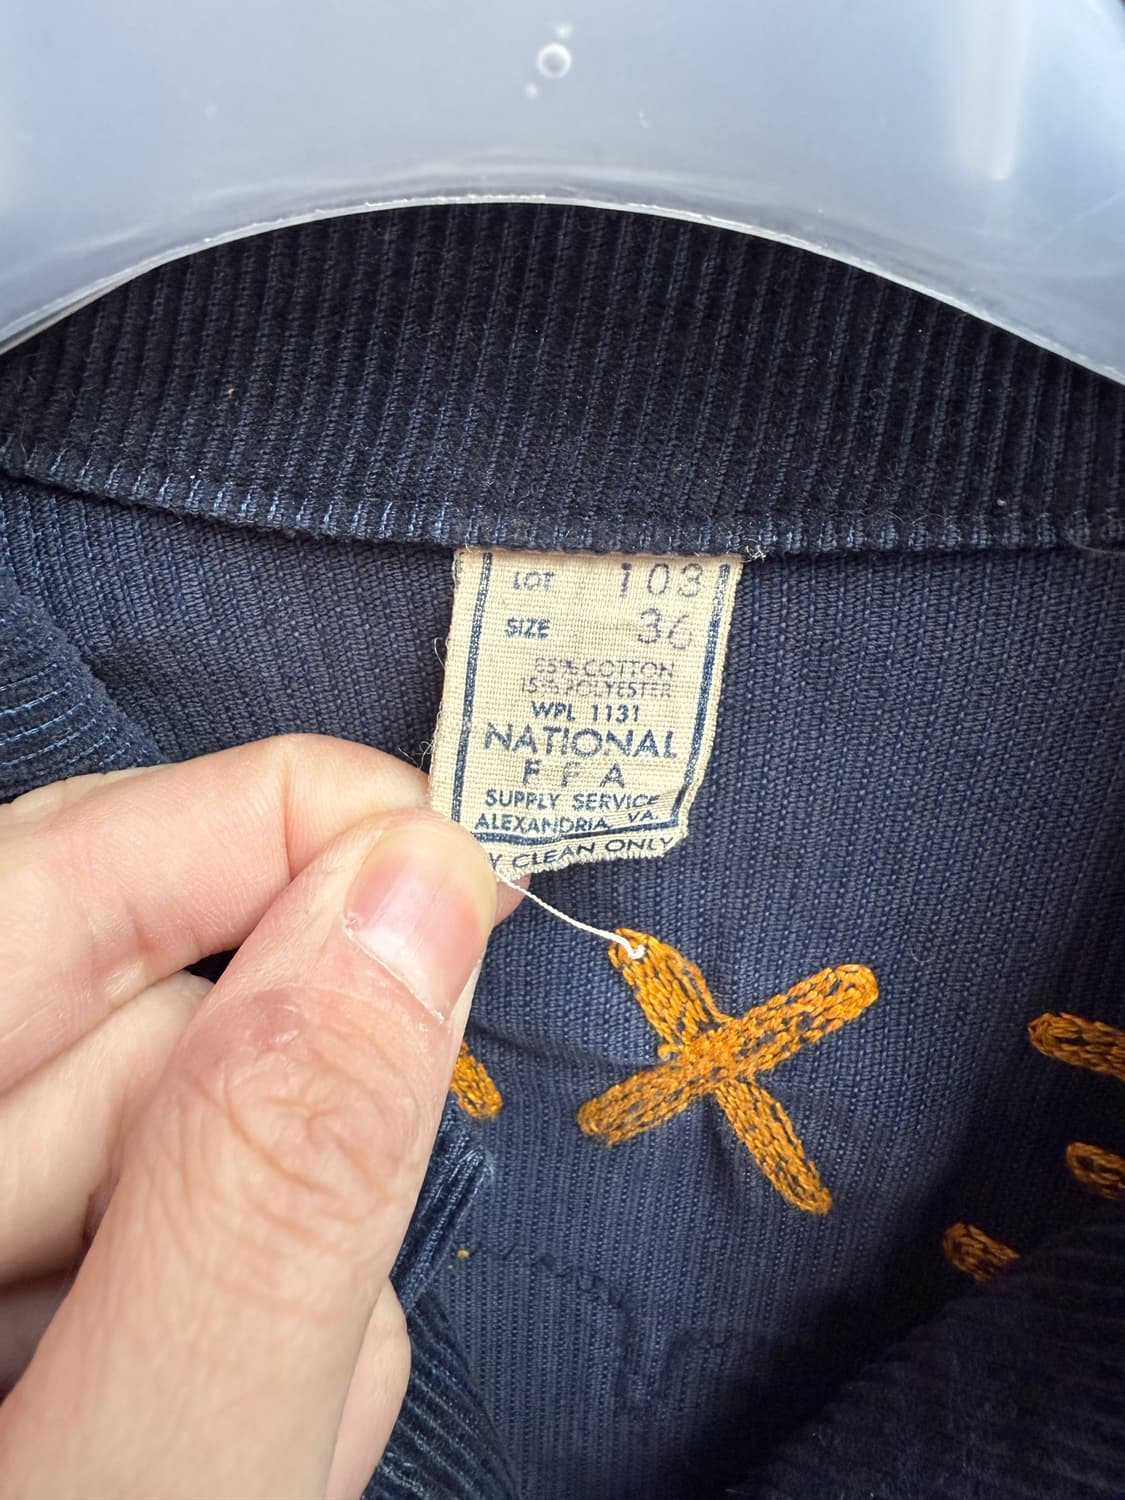 LOT 103
SIZE 36
85% COTTON
15% POLYESTER
WPL 1131
NATIONAL
F F A
SUPPLY SERVICE
ALEXANDRIA, VA.
Y CLEAN ONLY